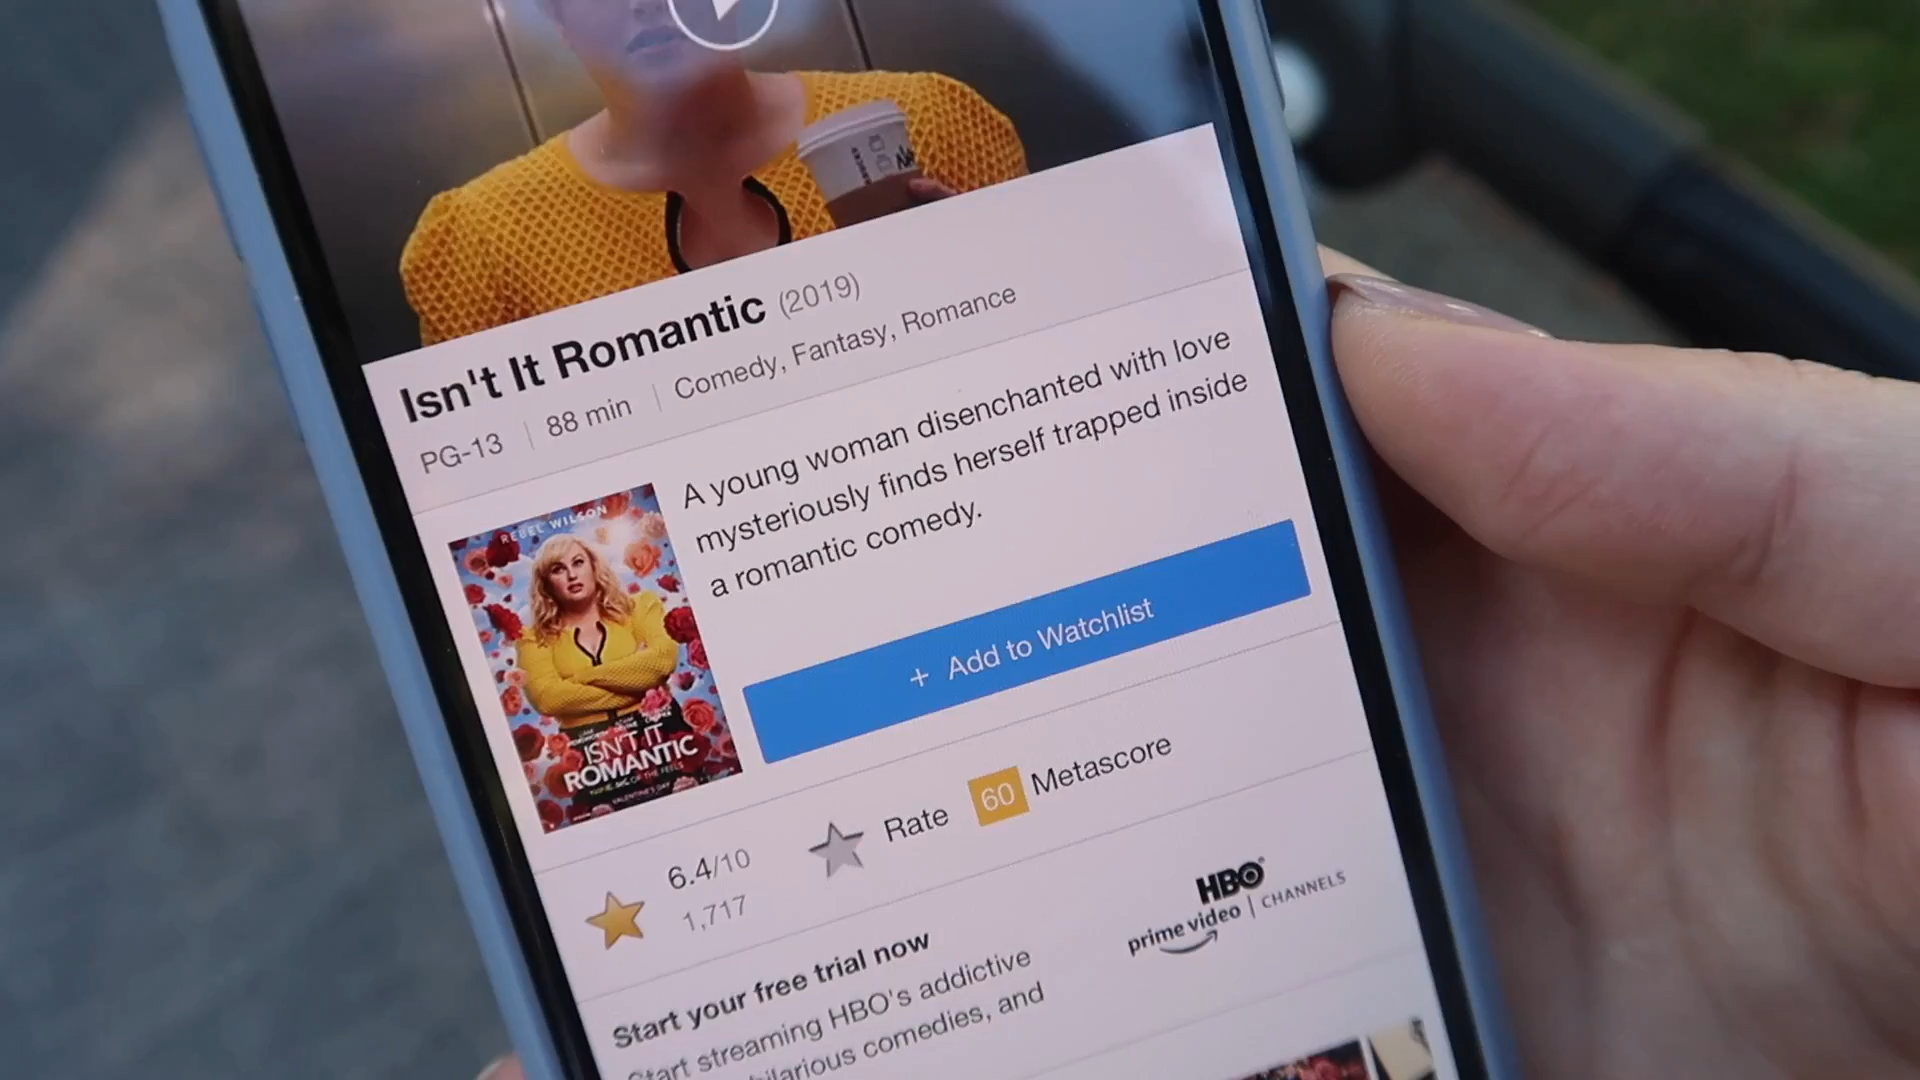 Isn't It Romantic (2019)
PG-13 | 88 min | Comedy, Fantasy, Romance
A young woman disenchanted with love
mysteriously finds herself trapped inside
a romantic comedy.
REBEL WILSON
ISN'T IT
ROMANTIC
VALENTINE'S DAY
+ Add to Watchlist
6.4/10
1,717
Rate
60 Metascore
Start your free trial now
Start streaming HBO's addictive
hilarious comedies, and
HBO
prime video | CHANNELS